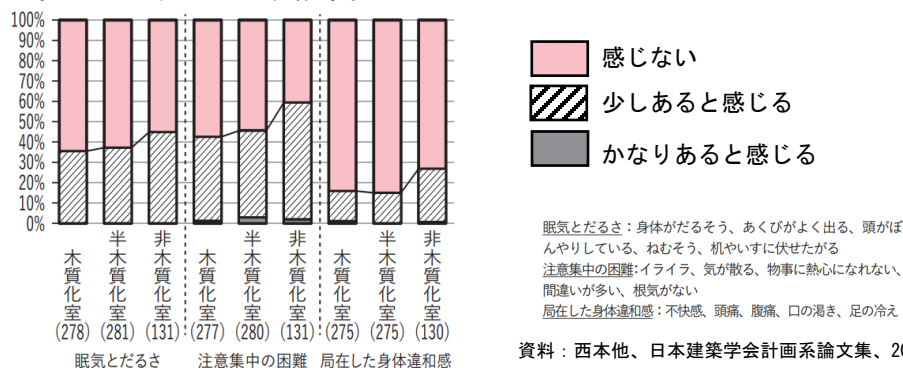 100%
90%
80%
70%
60%
50%
40%
30%
20%
10%
0%
木質化室
(278)
半木質化室
(281)
非木質化室
(131)
木質化室
(277)
半木質化室
(280)
非木質化室
(131)
木質化室
(275)
半木質化室
(275)
非木質化室
(130)
眠気とだるさ
注意集中の困難
局在した身体違和感
感じない
少しあると感じる
かなりあると感じる
眠気とだるさ：身体がだるそう、あくびがよく出る、頭がぼ
んやりしている、ねむそう、机やいすに伏せたがる
注意集中の困難：イライラ、気が散る、物事に熱心になれない、
間違いが多い、根気がない
局在した身体違和感：不快感、頭痛、腹痛、口の渇き、足の冷え
資料：西本他、日本建築学会計画系論文集、20